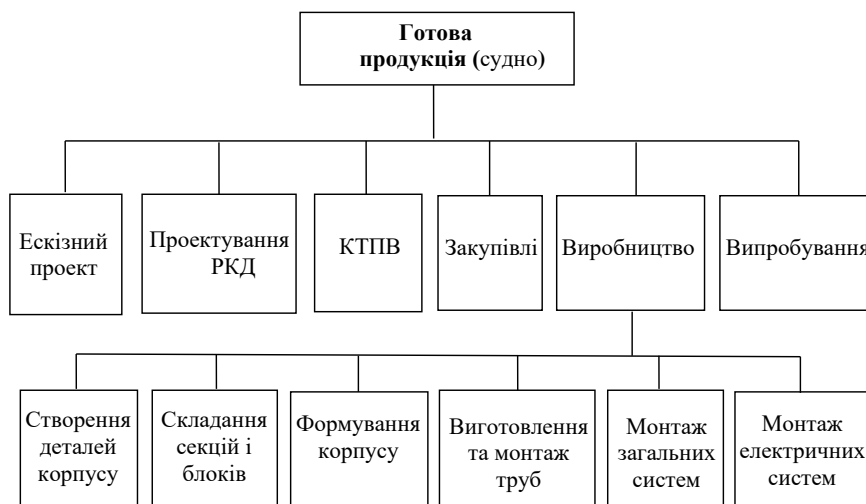 Готова
продукція (судно)
Ескізний
проект
Проектування
РКД
КТПВ
Закупівлі
Виробництво
Випробування
Створення
деталей
корпусу
Складання
секцій і
блоків
Формування
корпусу
Виготовлення
та монтаж
труб
Монтаж
загальних
систем
Монтаж
електричних
систем